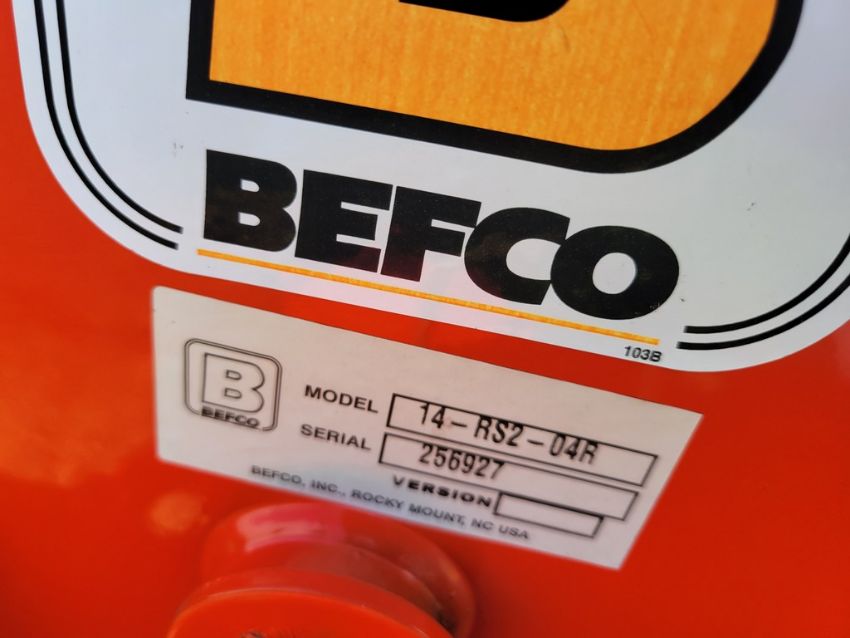 BEFCO
103B
B
BEFCO
MODEL 14-RS2-04R
SERIAL 256927
VERSION
BEFCO, INC., ROCKY MOUNT, NC USA